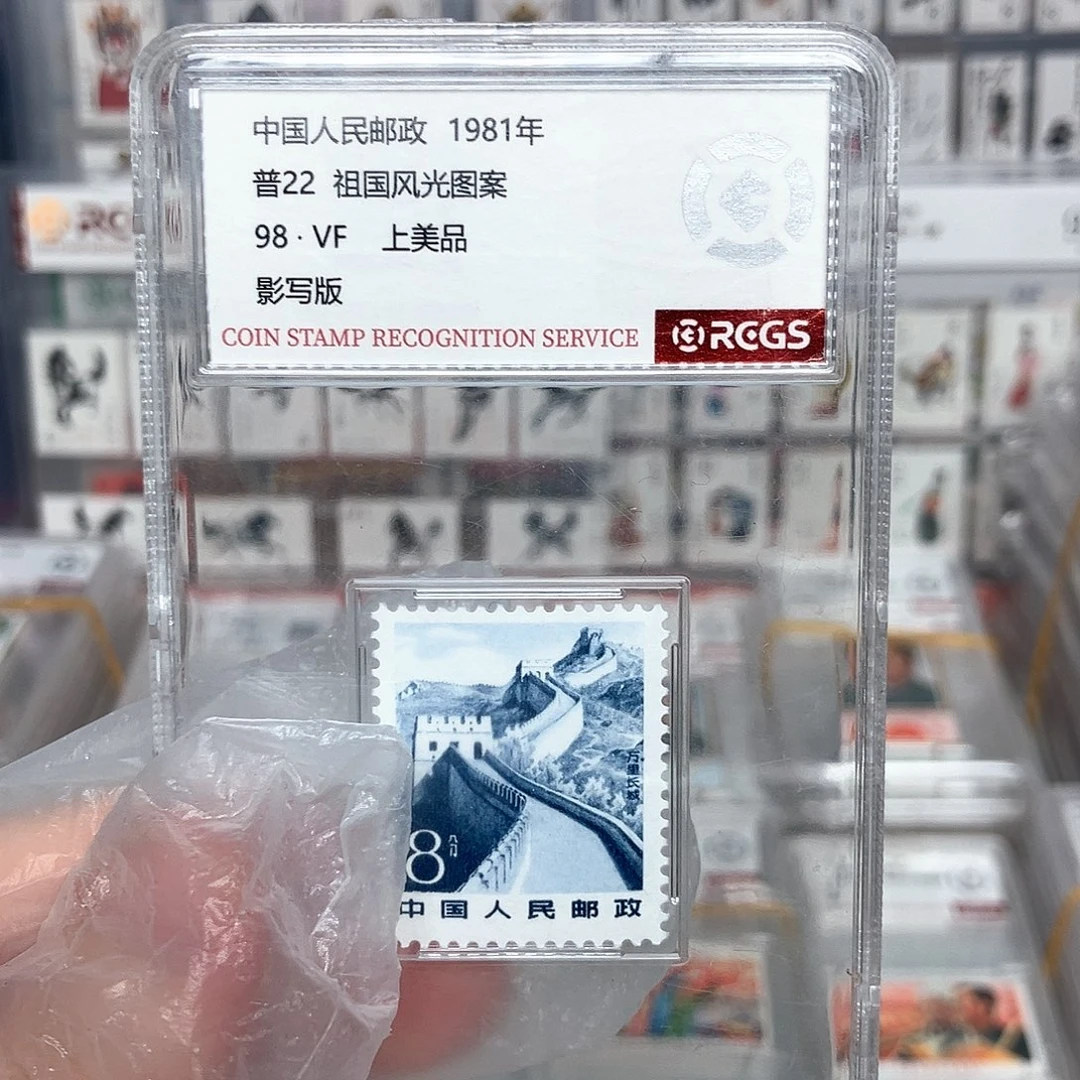 中国人民邮政 1981年
普22 祖国风光图案
98·VF 上美品
影写版
COIN STAMP RECOGNITION SERVICE
RCGS
万里长城
8
八分
中国人民邮政